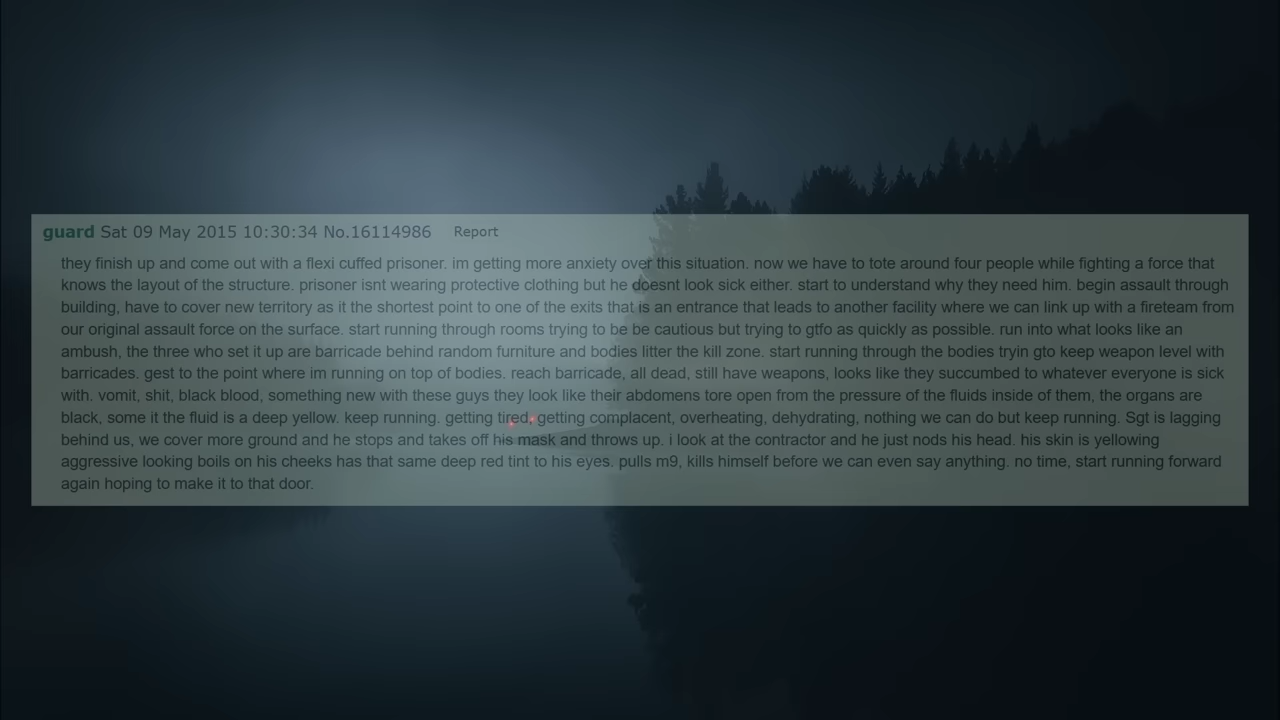 guard Sat 09 May 2015 10:30:34 No.16114986 Report
they finish up and come out with a flexi cuffed prisoner. im getting more anxiety over this situation. now we have to tote around four people while fighting a force that
knows the layout of the structure. prisoner isnt wearing protective clothing but he doesnt look sick either. start to understand why they need him. begin assault through
building, have to cover new territory as it the shortest point to one of the exits that is an entrance that leads to another facility where we can link up with a fireteam from
our original assault force on the surface. start running through rooms trying to be be cautious but trying to gtfo as quickly as possible. run into what looks like an
ambush, the three who set it up are barricade behind random furniture and bodies litter the kill zone. start running through the bodies tryin gto keep weapon level with
barricades. gest to the point where im running on top of bodies. reach barricade, all dead, still have weapons, looks like they succumbed to whatever everyone is sick
with. vomit, shit, black blood, something new with these guys they look like their abdomens tore open from the pressure of the fluids inside of them, the organs are
black, some it the fluid is a deep yellow. keep running. getting tired, getting complacent, overheating, dehydrating, nothing we can do but keep running. Sgt is lagging
behind us, we cover more ground and he stops and takes off his mask and throws up. i look at the contractor and he just nods his head. his skin is yellowing
aggressive looking boils on his cheeks has that same deep red tint to his eyes. pulls m9, kills himself before we can even say anything. no time, start running forward
again hoping to make it to that door.